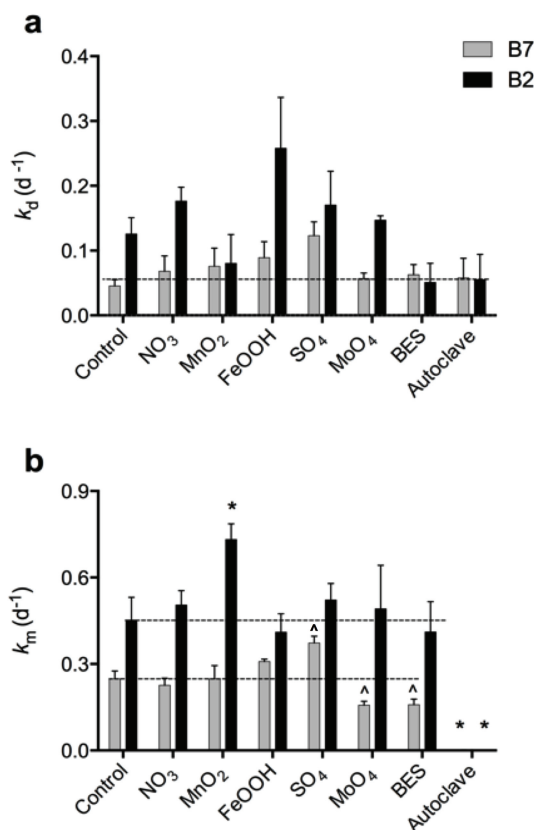 a
B7
B2
0.4
0.3
0.2
0.1
0.0
k_d (d⁻¹)
Control
NO₃
MnO₂
FeOOH
SO₄
MoO₄
BES
Autoclave
b
0.9
0.6
0.3
0.0
k_m (d⁻¹)
*
^
^
^
* *
Control
NO₃
MnO₂
FeOOH
SO₄
MoO₄
BES
Autoclave